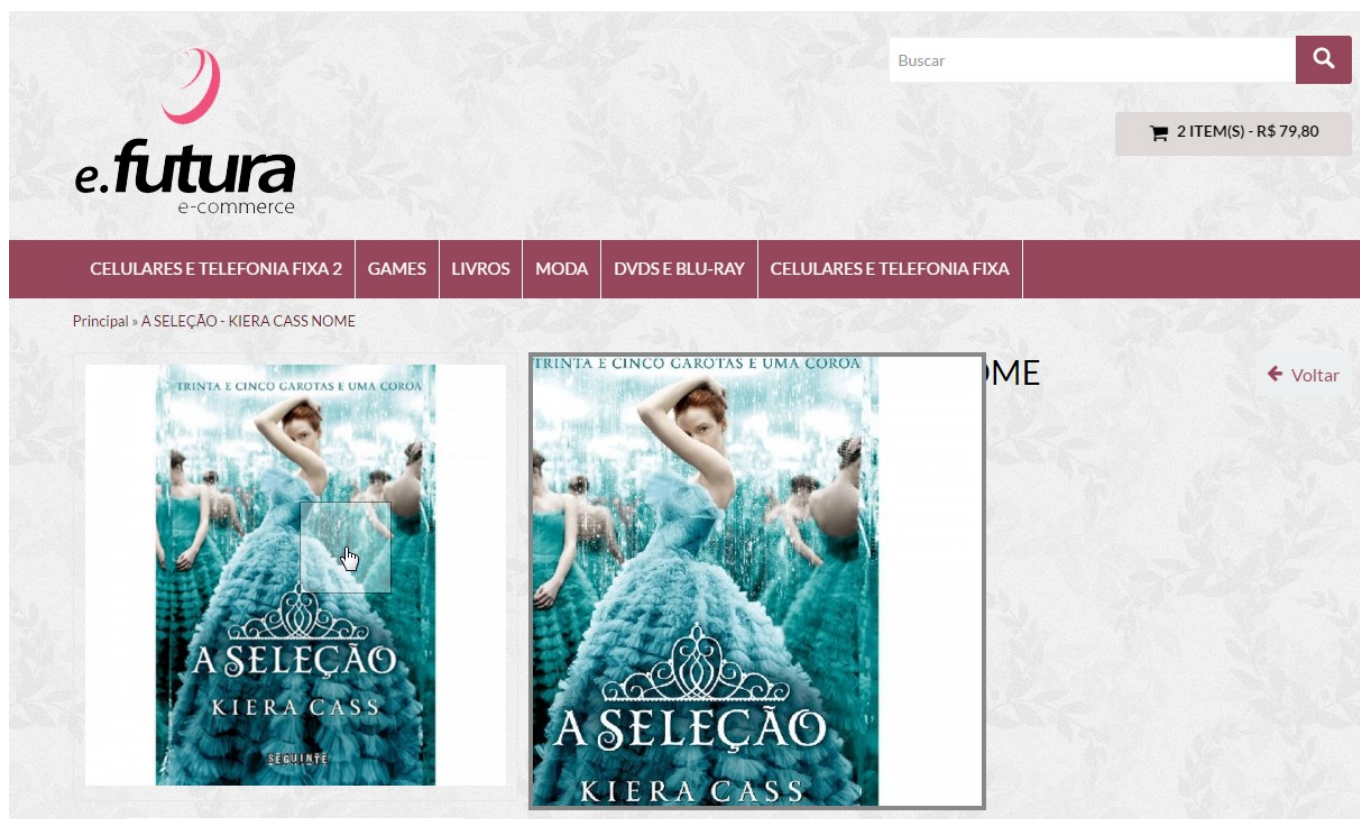 Buscar
2 ITEM(S) - R$ 79,80
e.futura
e-commerce
CELULARES E TELEFONIA FIXA 2 GAMES LIVROS MODA DVDS E BLU-RAY CELULARES E TELEFONIA FIXA
Principal » A SELEÇÃO - KIERA CASS NOME
OME
Voltar
TRINTA E CINCO GAROTAS E UMA COROA
A SELEÇÃO
KIERA CASS
SEGUINTE
TRINTA E CINCO GAROTAS E UMA COROA
A SELEÇÃO
KIERA CASS